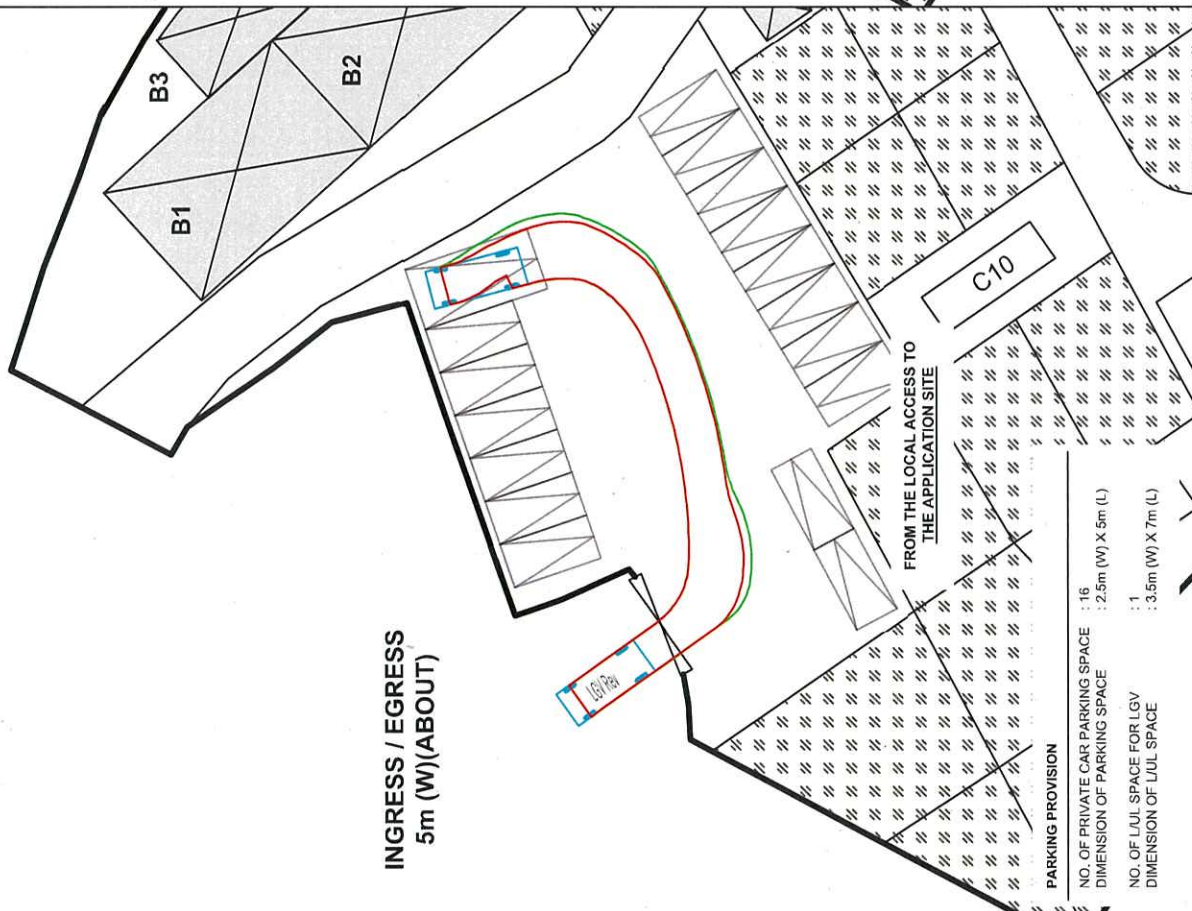 B3
B2
B1
INGRESS / EGRESS
5m (W)(ABOUT)
LGV Rev
C10
FROM THE LOCAL ACCESS TO
THE APPLICATION SITE
PARKING PROVISION
NO. OF PRIVATE CAR PARKING SPACE : 16
DIMENSION OF PARKING SPACE : 2.5m (W) X 5m (L)
NO. OF L/UL SPACE FOR LGV : 1
DIMENSION OF L/UL SPACE : 3.5m (W) X 7m (L)